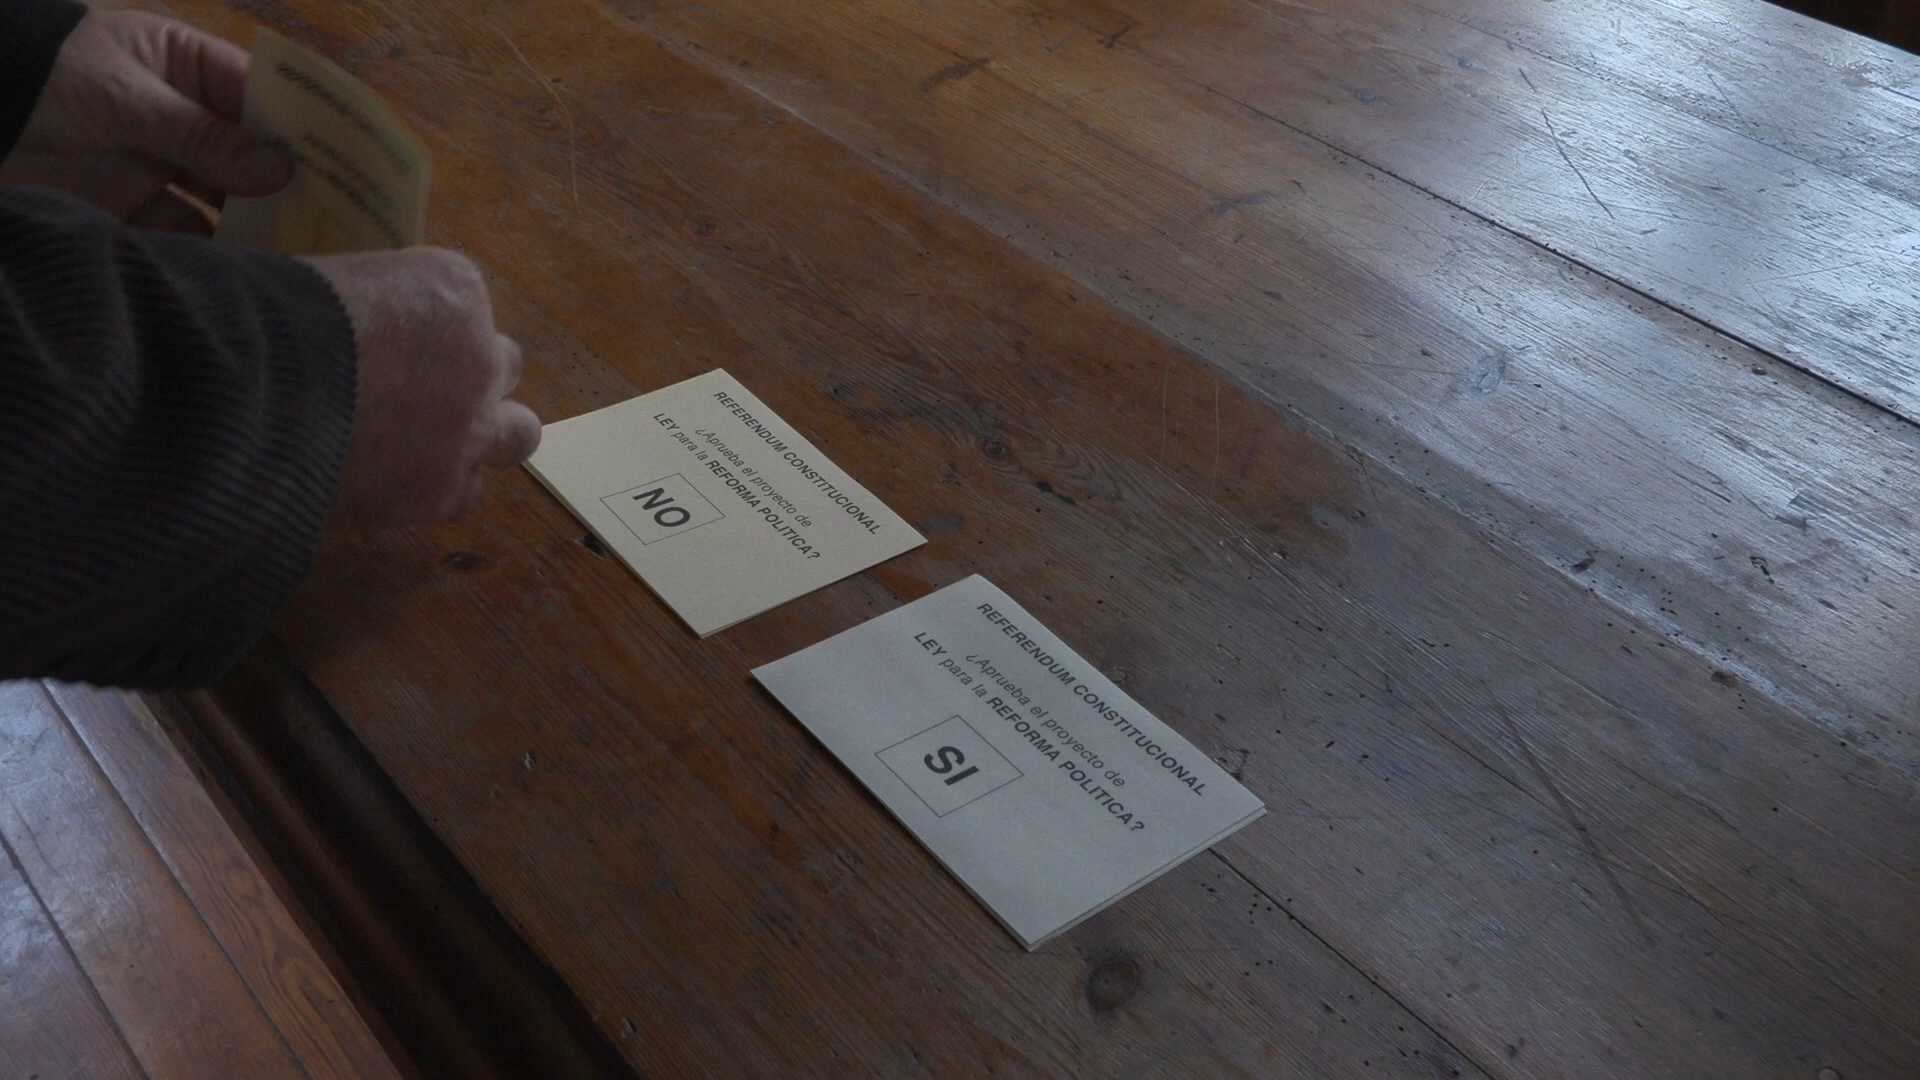 REFERENDUM CONSTITUCIONAL
¿Aprueba el proyecto de
LEY para la REFORMA POLITICA?
NO
REFERENDUM CONSTITUCIONAL
¿Aprueba el proyecto de
LEY para la REFORMA POLITICA?
SI